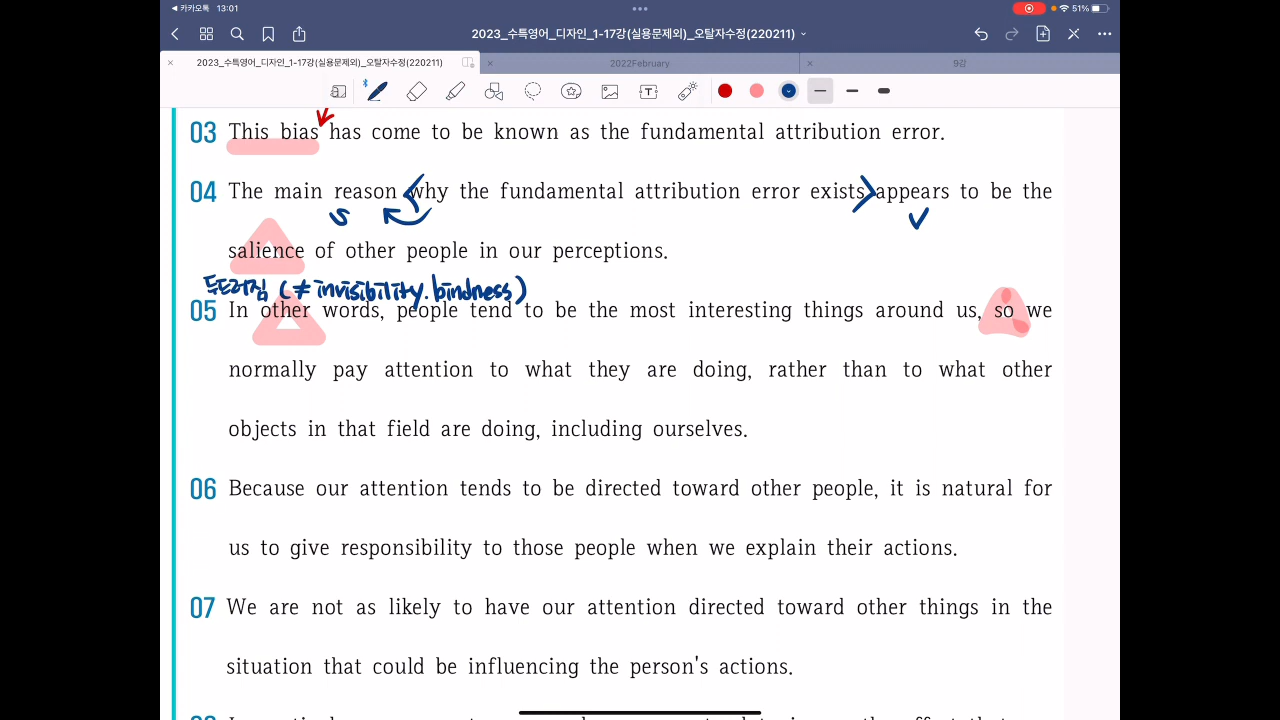 ◀ 카카오톡 13:01
51%
2023_수특영어_디자인_1-17강(실용문제외)_오탈자수정(220211)
2023_수특영어_디자인_1-17강(실용문제외)_오탈자수정(220211)
2022February
9강
03 This bias has come to be known as the fundamental attribution error.
04 The main reason why the fundamental attribution error exists appears to be the
S
V
salience of other people in our perceptions.
두드러짐 (≠ invisibility. bindness)
05 In other words, people tend to be the most interesting things around us, so we
normally pay attention to what they are doing, rather than to what other
objects in that field are doing, including ourselves.
06 Because our attention tends to be directed toward other people, it is natural for
us to give responsibility to those people when we explain their actions.
07 We are not as likely to have our attention directed toward other things in the
situation that could be influencing the person's actions.